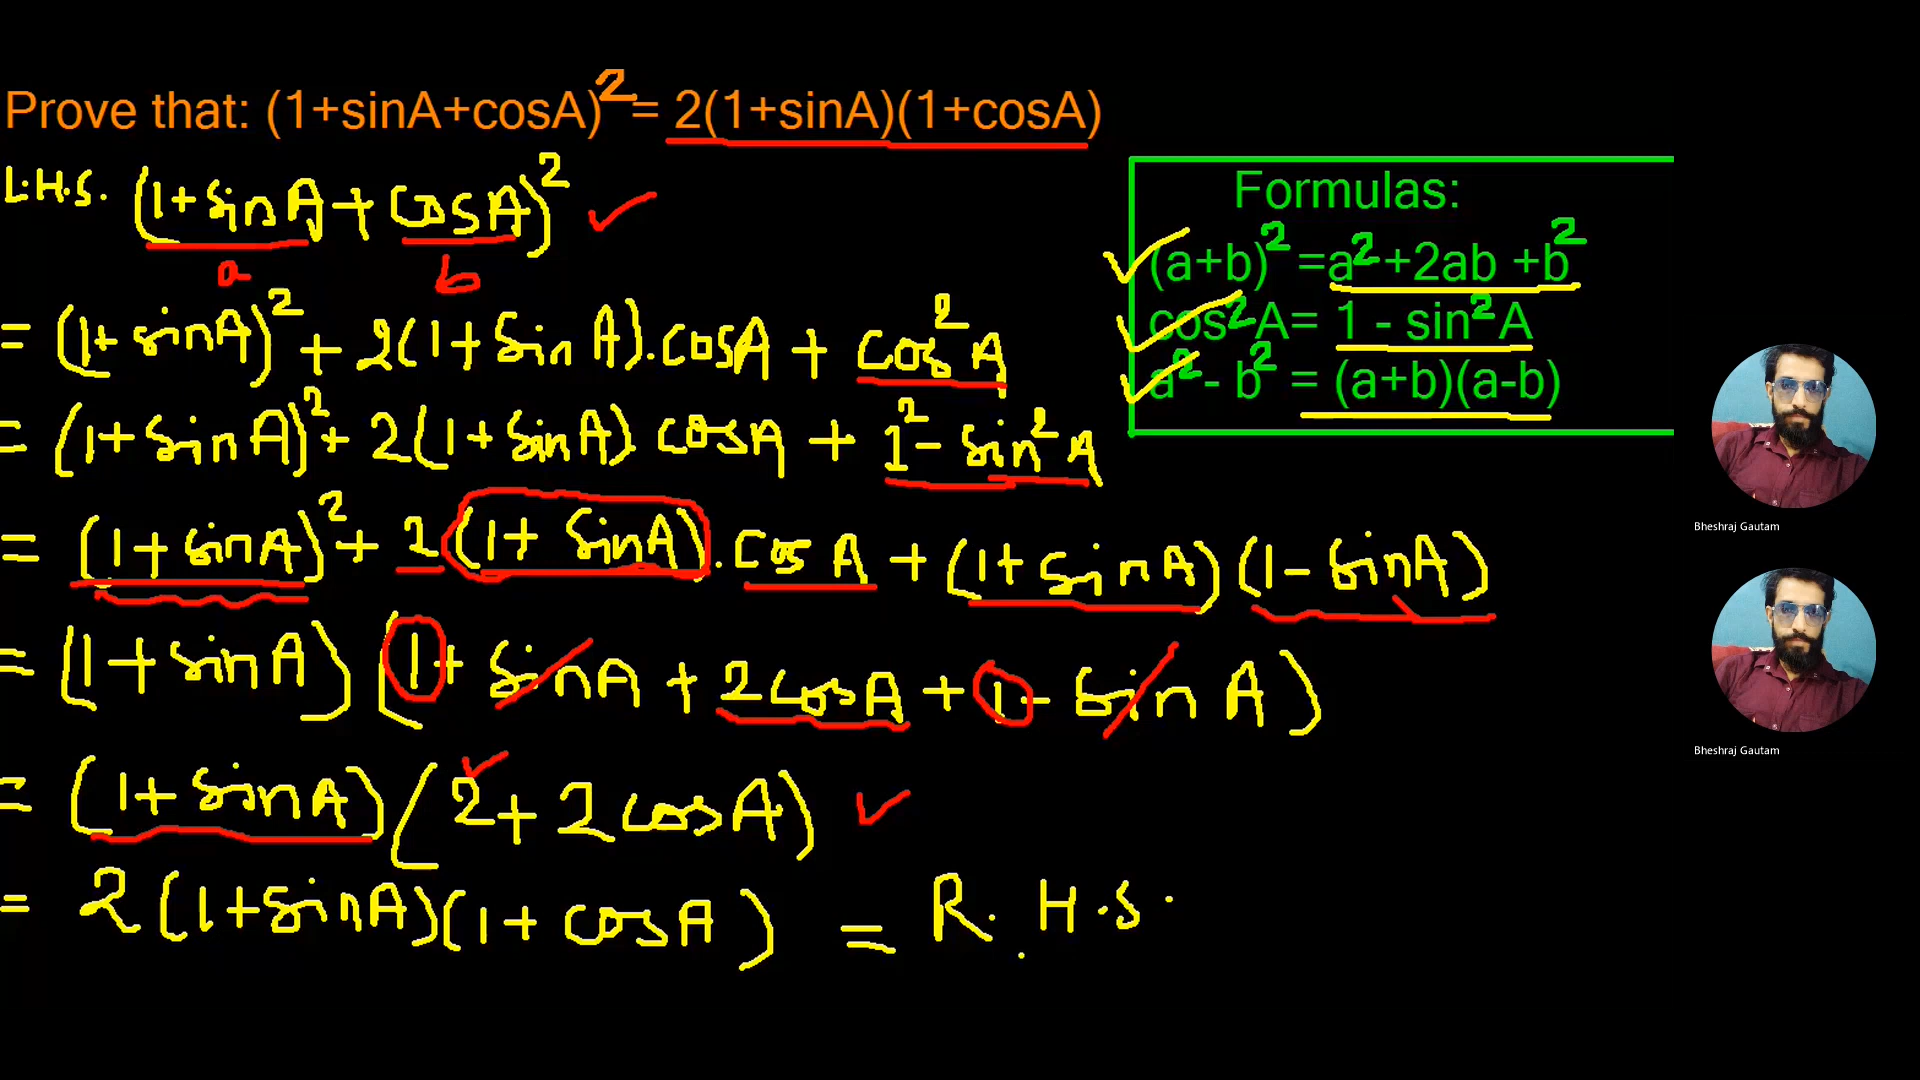 Prove that: (1+sinA+cosA)²= 2(1+sinA)(1+cosA)
L.H.S. (1+sinA+cosA)²
a b
= (1+sinA)² + 2(1+sinA).cosA + cos²A
= (1+sinA)²+ 2(1+sinA). cosA + 1²- sin²A
= (1+sinA)²+ 2(1+ sinA).cosA + (1+sinA)(1-sinA)
= (1+sinA)(1+ sinA + 2cosA + 1- sinA)
= (1+sinA)(2+2cosA)
= 2(1+sinA)(1+cosA) = R.H.S.
Formulas:
(a+b)² =a²+2ab +b²
cos²A= 1 - sin²A
a²- b² = (a+b)(a-b)
Bheshraj Gautam
Bheshraj Gautam